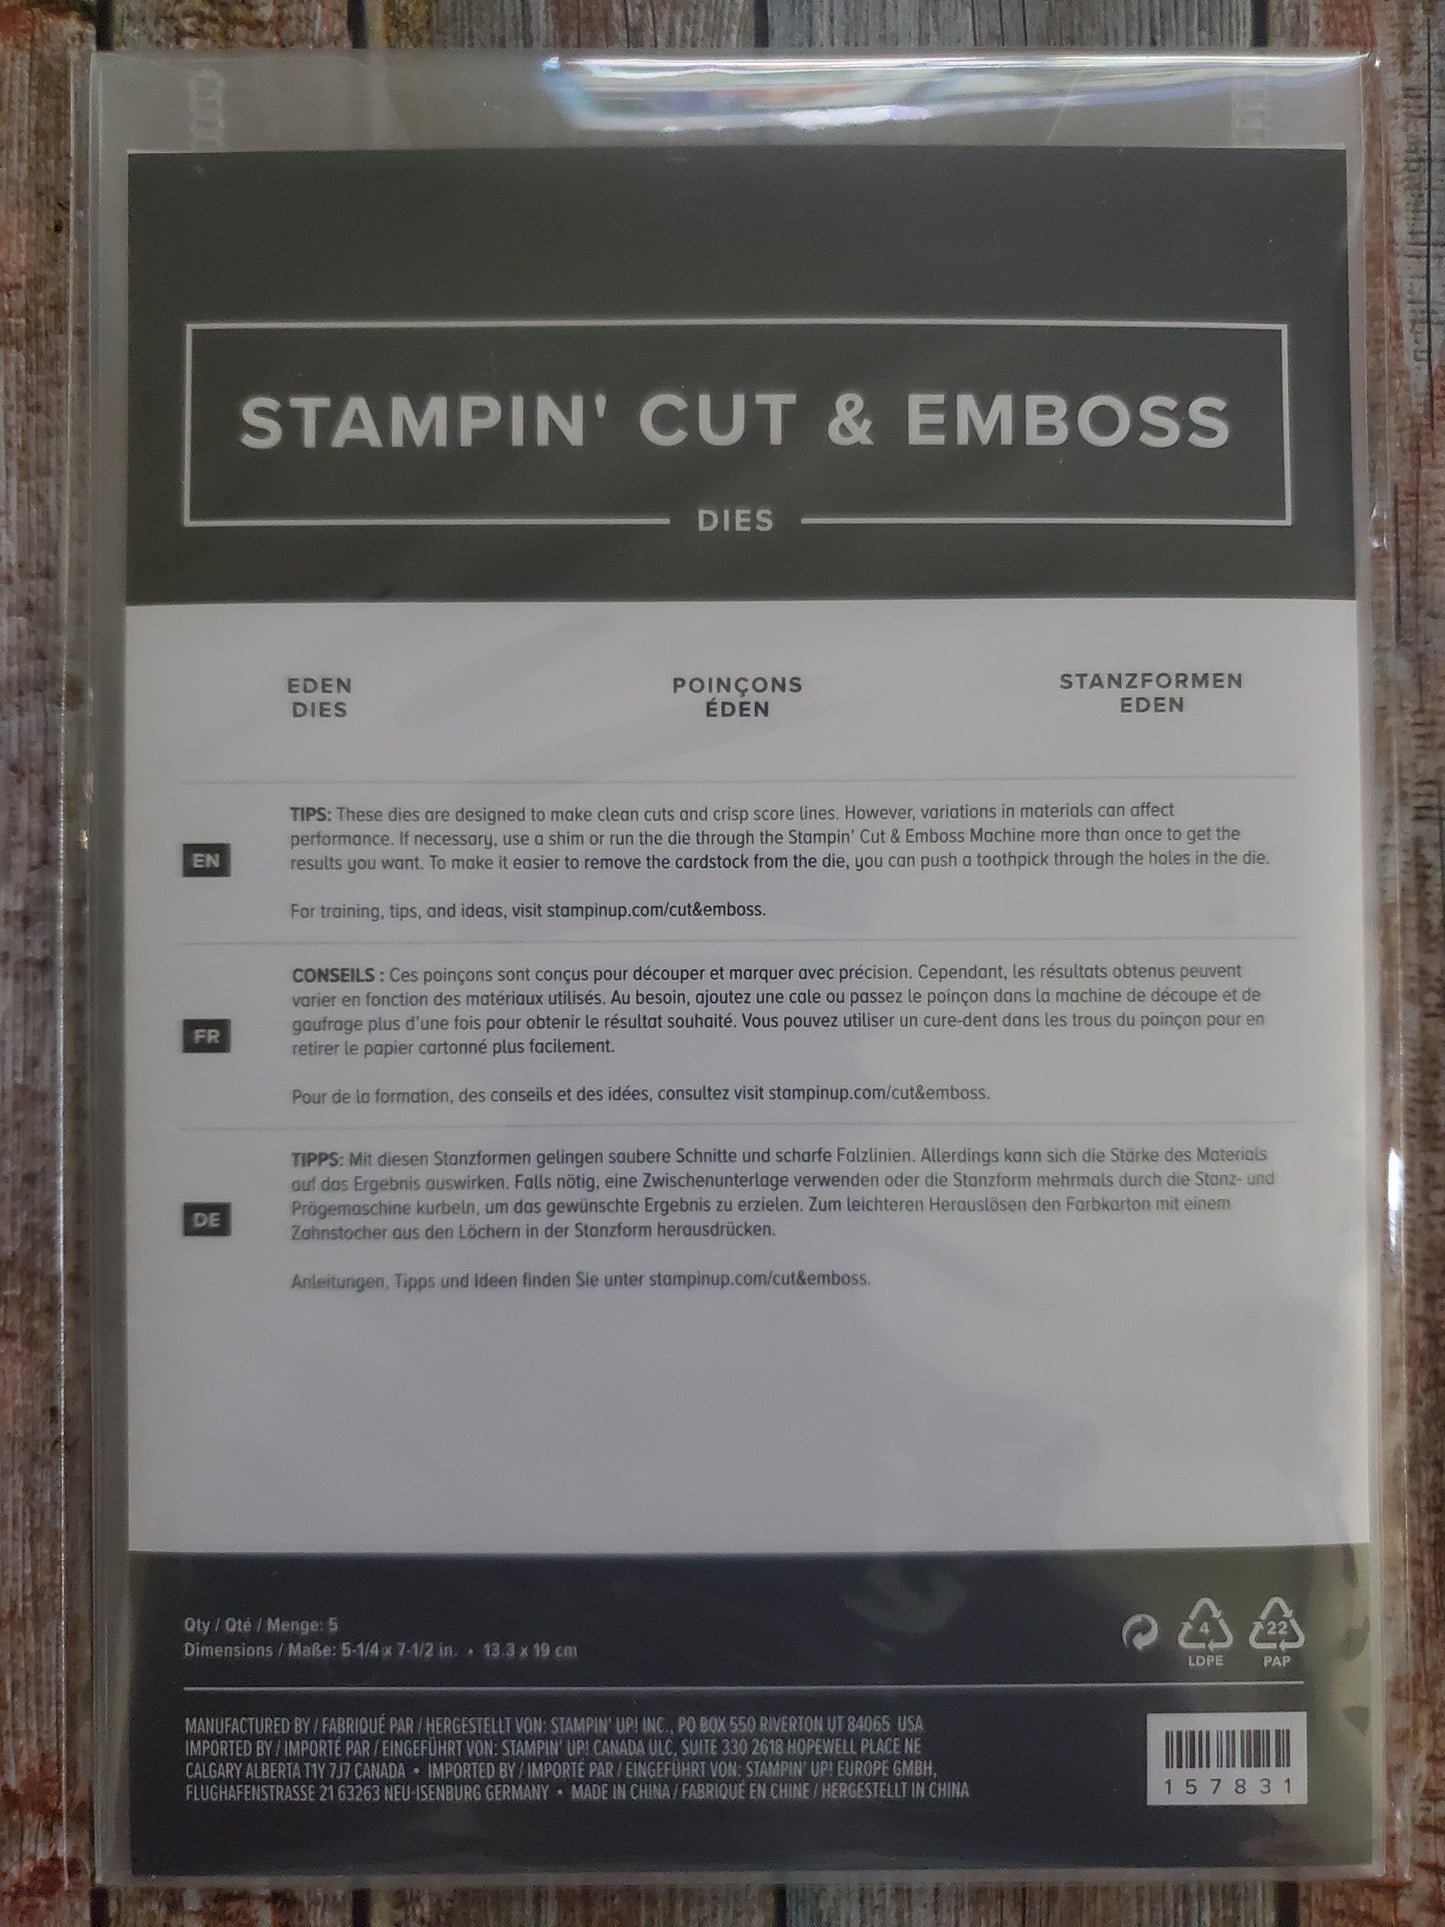 STAMPIN' CUT & EMBOSS
DIES
EDEN
DIES
POINÇONS
ÉDEN
STANZFORMEN
EDEN
EN
TIPS: These dies are designed to make clean cuts and crisp score lines. However, variations in materials can affect
performance. If necessary, use a shim or run the die through the Stampin' Cut & Emboss Machine more than once to get the
results you want. To make it easier to remove the cardstock from the die, you can push a toothpick through the holes in the die.
For training, tips, and ideas, visit stampinup.com/cut&emboss.
FR
CONSEILS : Ces poinçons sont conçus pour découper et marquer avec précision. Cependant, les résultats obtenus peuvent
varier en fonction des matériaux utilisés. Au besoin, ajoutez une cale ou passez le poinçon dans la machine de découpe et de
gaufrage plus d'une fois pour obtenir le résultat souhaité. Vous pouvez utiliser un cure-dent dans les trous du poinçon pour en
retirer le papier cartonné plus facilement.
Pour de la formation, des conseils et des idées, consultez visit stampinup.com/cut&emboss.
DE
TIPPS: Mit diesen Stanzformen gelingen saubere Schnitte und scharfe Falzlinien. Allerdings kann sich die Stärke des Materials
auf das Ergebnis auswirken. Falls nötig, eine Zwischenunterlage verwenden oder die Stanzform mehrmals durch die Stanz- und
Prägemaschine kurbeln, um das gewünschte Ergebnis zu erzielen. Zum leichteren Herauslösen den Farbkarton mit einem
Zahnstocher aus den Löchern in der Stanzform herausdrücken.
Anleitungen, Tipps und Ideen finden Sie unter stampinup.com/cut&emboss.
Qty / Qté / Menge: 5
Dimensions / Maße: 5-1/4 x 7-1/2 in. • 13.3 x 19 cm
4
LDPE
22
PAP
MANUFACTURED BY / FABRIQUÉ PAR / HERGESTELLT VON: STAMPIN' UP! INC., PO BOX 550 RIVERTON UT 84065 USA
IMPORTED BY / IMPORTÉ PAR / EINGEFÜHRT VON: STAMPIN' UP! CANADA ULC, SUITE 330 2618 HOPEWELL PLACE NE
CALGARY ALBERTA T1Y 7J7 CANADA • IMPORTED BY / IMPORTÉ PAR / EINGEFÜHRT VON: STAMPIN' UP! EUROPE GMBH,
FLUGHAFENSTRASSE 21 63263 NEU-ISENBURG GERMANY • MADE IN CHINA / FABRIQUÉ EN CHINE / HERGESTELLT IN CHINA
157831